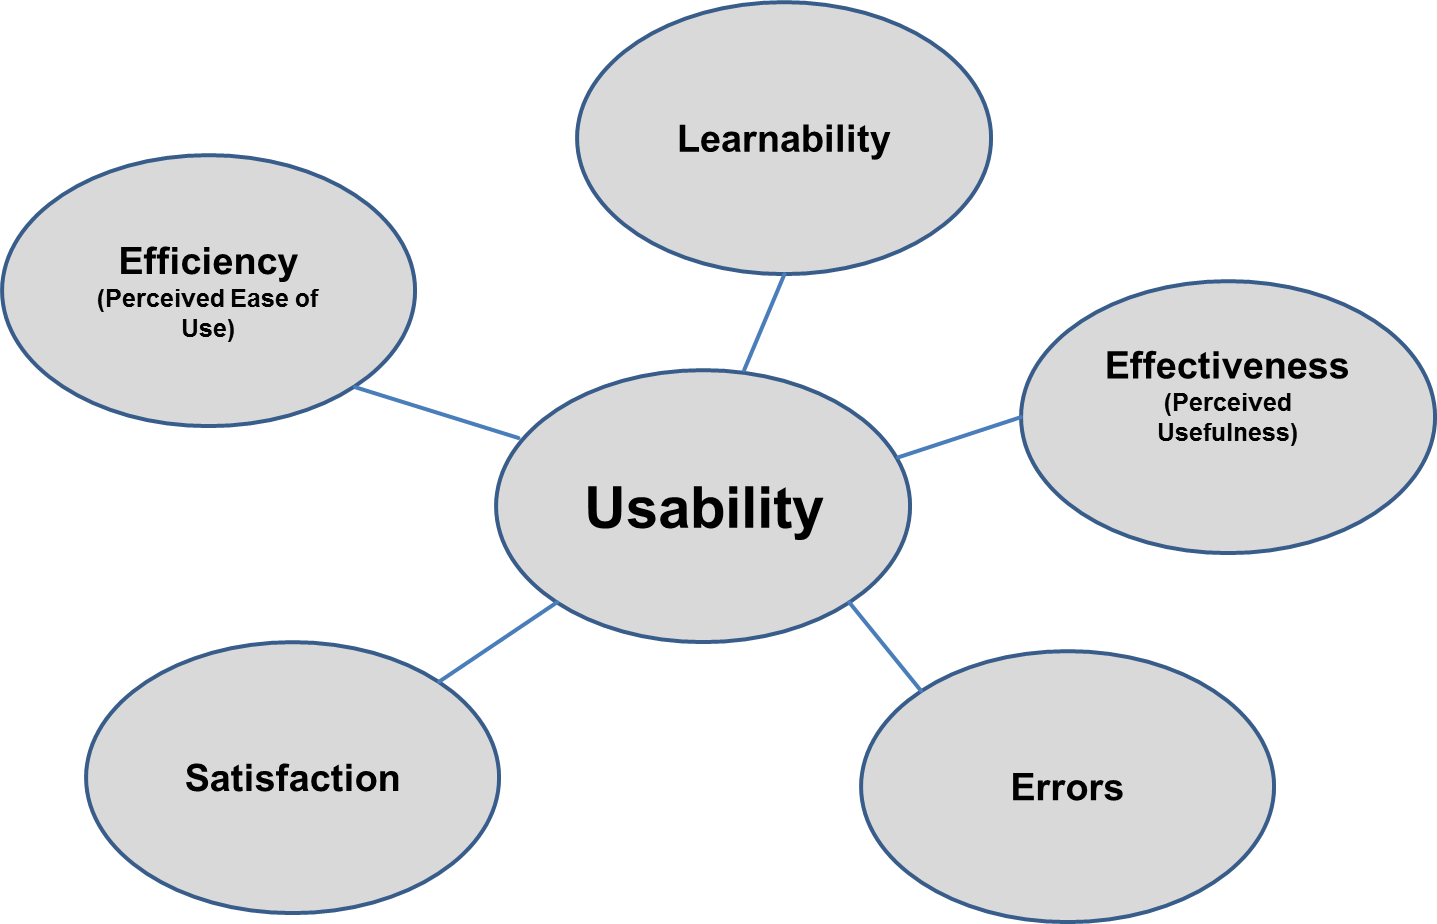 Learnability
Efficiency
(Perceived Ease of
Use)
Effectiveness
(Perceived
Usefulness)
Usability
Satisfaction
Errors